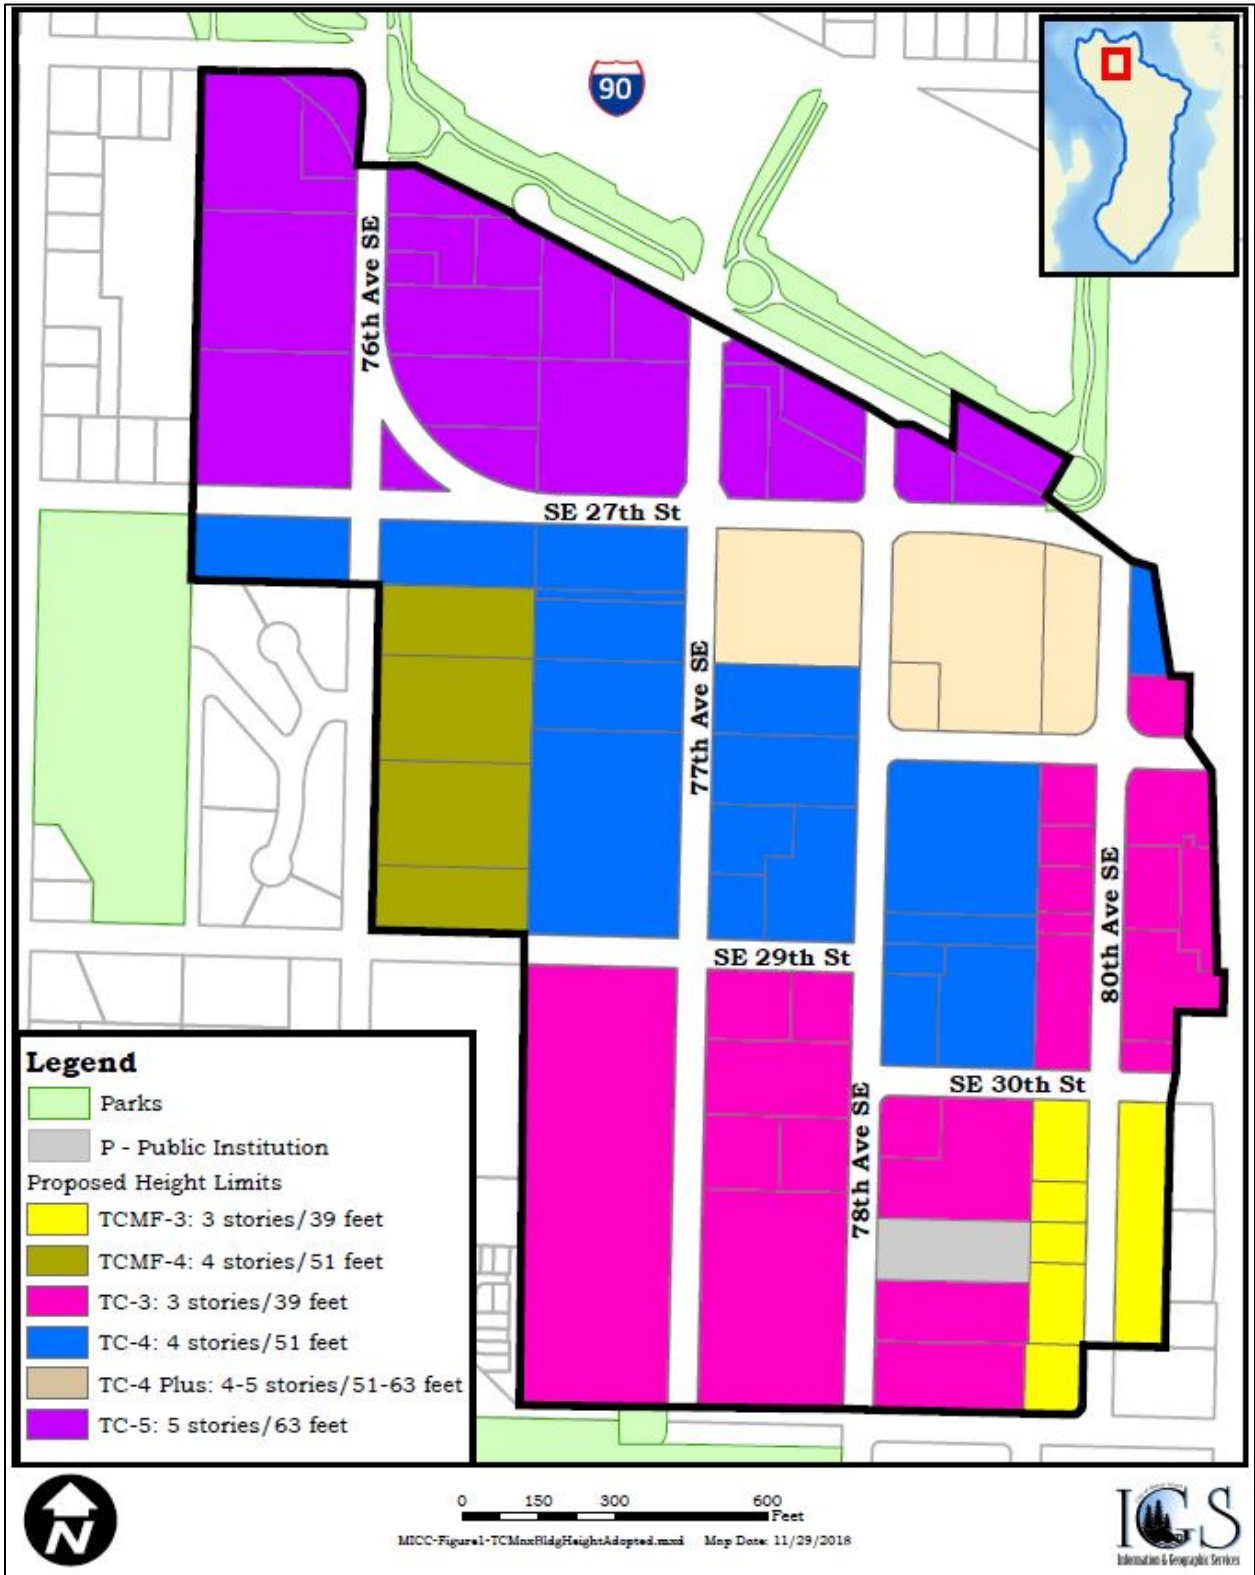 90
76th Ave SE
SE 27th St
77th Ave SE
SE 29th St
80th Ave SE
SE 30th St
78th Ave SE
Legend
Parks
P - Public Institution
Proposed Height Limits
TCMF-3: 3 stories/39 feet
TCMF-4: 4 stories/51 feet
TC-3: 3 stories/39 feet
TC-4: 4 stories/51 feet
TC-4 Plus: 4-5 stories/51-63 feet
TC-5: 5 stories/63 feet
N
0 150 300 600
Feet
MICC-Figure1-TCMaxBldgHeightAdopted.mxd Map Date: 11/29/2018
IGS
Information & Geographic Services